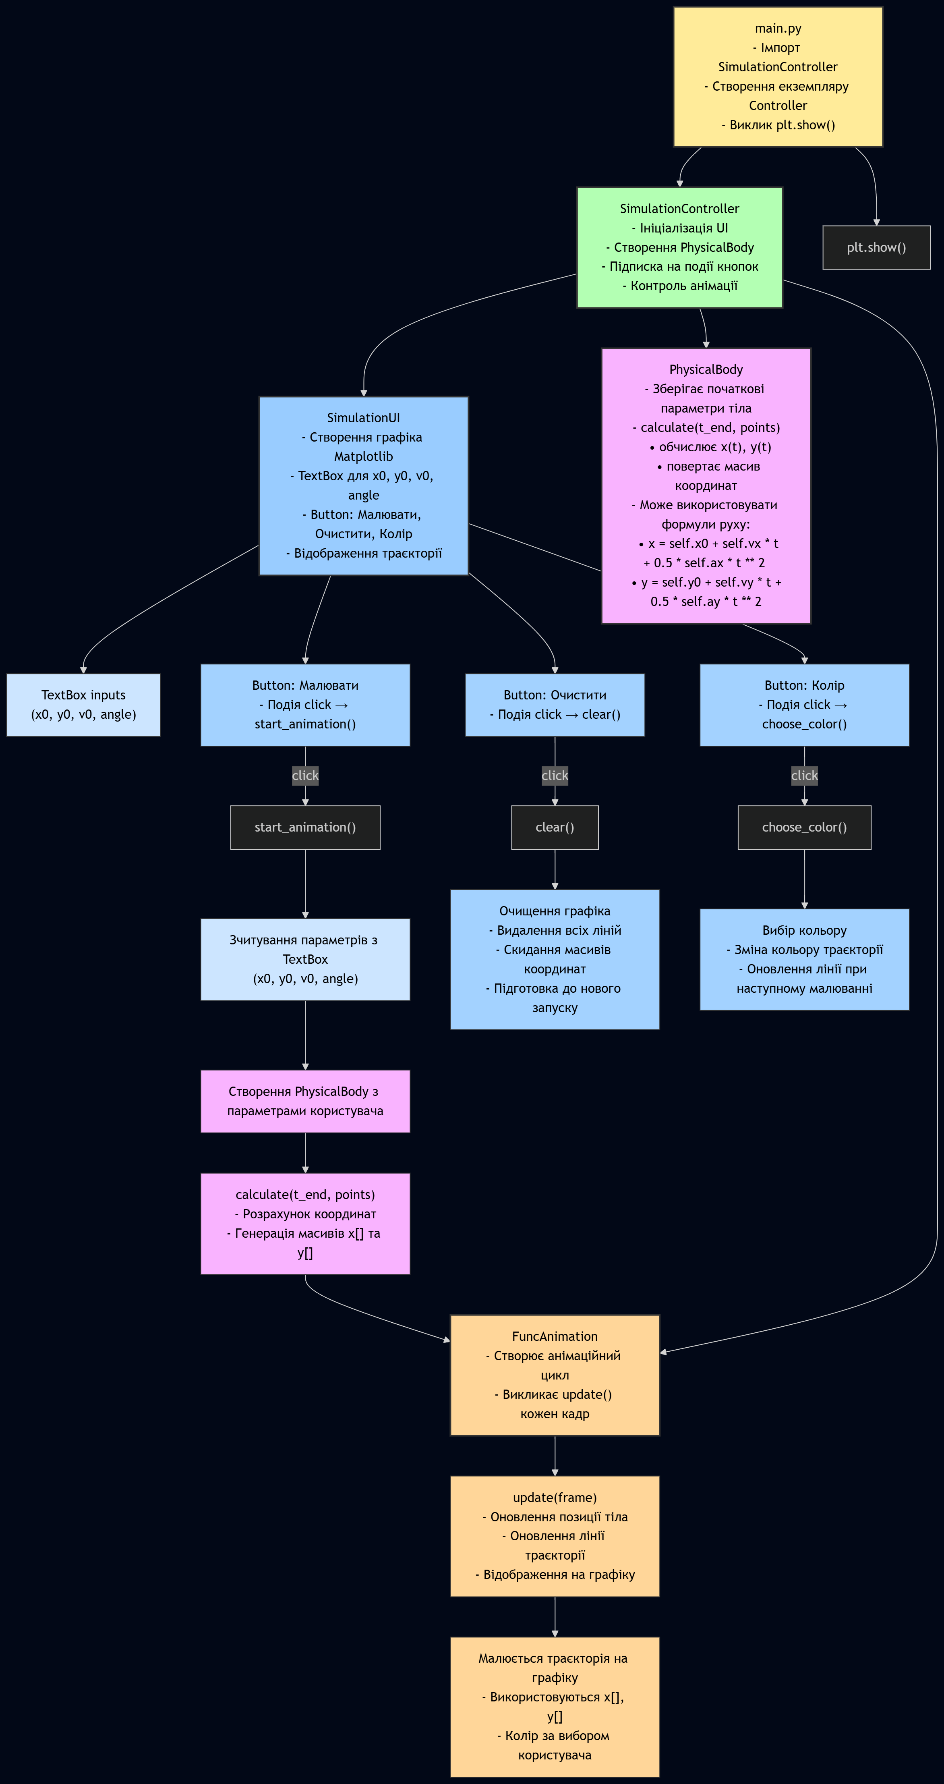 main.py
- Імпорт
SimulationController
- Створення екземпляру
Controller
- Виклик plt.show()
SimulationController
- Ініціалізація UI
- Створення PhysicalBody
- Підписка на події кнопок
- Контроль анімації
plt.show()
PhysicalBody
- Зберігає початкові
параметри тіла
- calculate(t_end, points)
• обчислює x(t), y(t)
• повертає масив
координат
- Може використовувати
формули руху:
• x = self.x0 + self.vx * t
+ 0.5 * self.ax * t ** 2
• y = self.y0 + self.vy * t +
0.5 * self.ay * t ** 2
SimulationUI
- Створення графіка
Matplotlib
- TextBox для x0, y0, v0,
angle
- Button: Малювати,
Очистити, Колір
- Відображення траєкторії
TextBox inputs
(x0, y0, v0, angle)
Button: Малювати
- Подія click →
start_animation()
Button: Очистити
- Подія click → clear()
Button: Колір
- Подія click →
choose_color()
click
click
click
start_animation()
clear()
choose_color()
Зчитування параметрів з
TextBox
(x0, y0, v0, angle)
Очищення графіка
- Видалення всіх ліній
- Скидання масивів
координат
- Підготовка до нового
запуску
Вибір кольору
- Зміна кольору траєкторії
- Оновлення лінії при
наступному малюванні
Створення PhysicalBody з
параметрами користувача
calculate(t_end, points)
- Розрахунок координат
- Генерація масивів x[] та
y[]
FuncAnimation
- Створює анімаційний
цикл
- Викликає update()
кожен кадр
update(frame)
- Оновлення позиції тіла
- Оновлення лінії
траєкторії
- Відображення на графіку
Малюється траєкторія на
графіку
- Використовуються x[],
y[]
- Колір за вибором
користувача